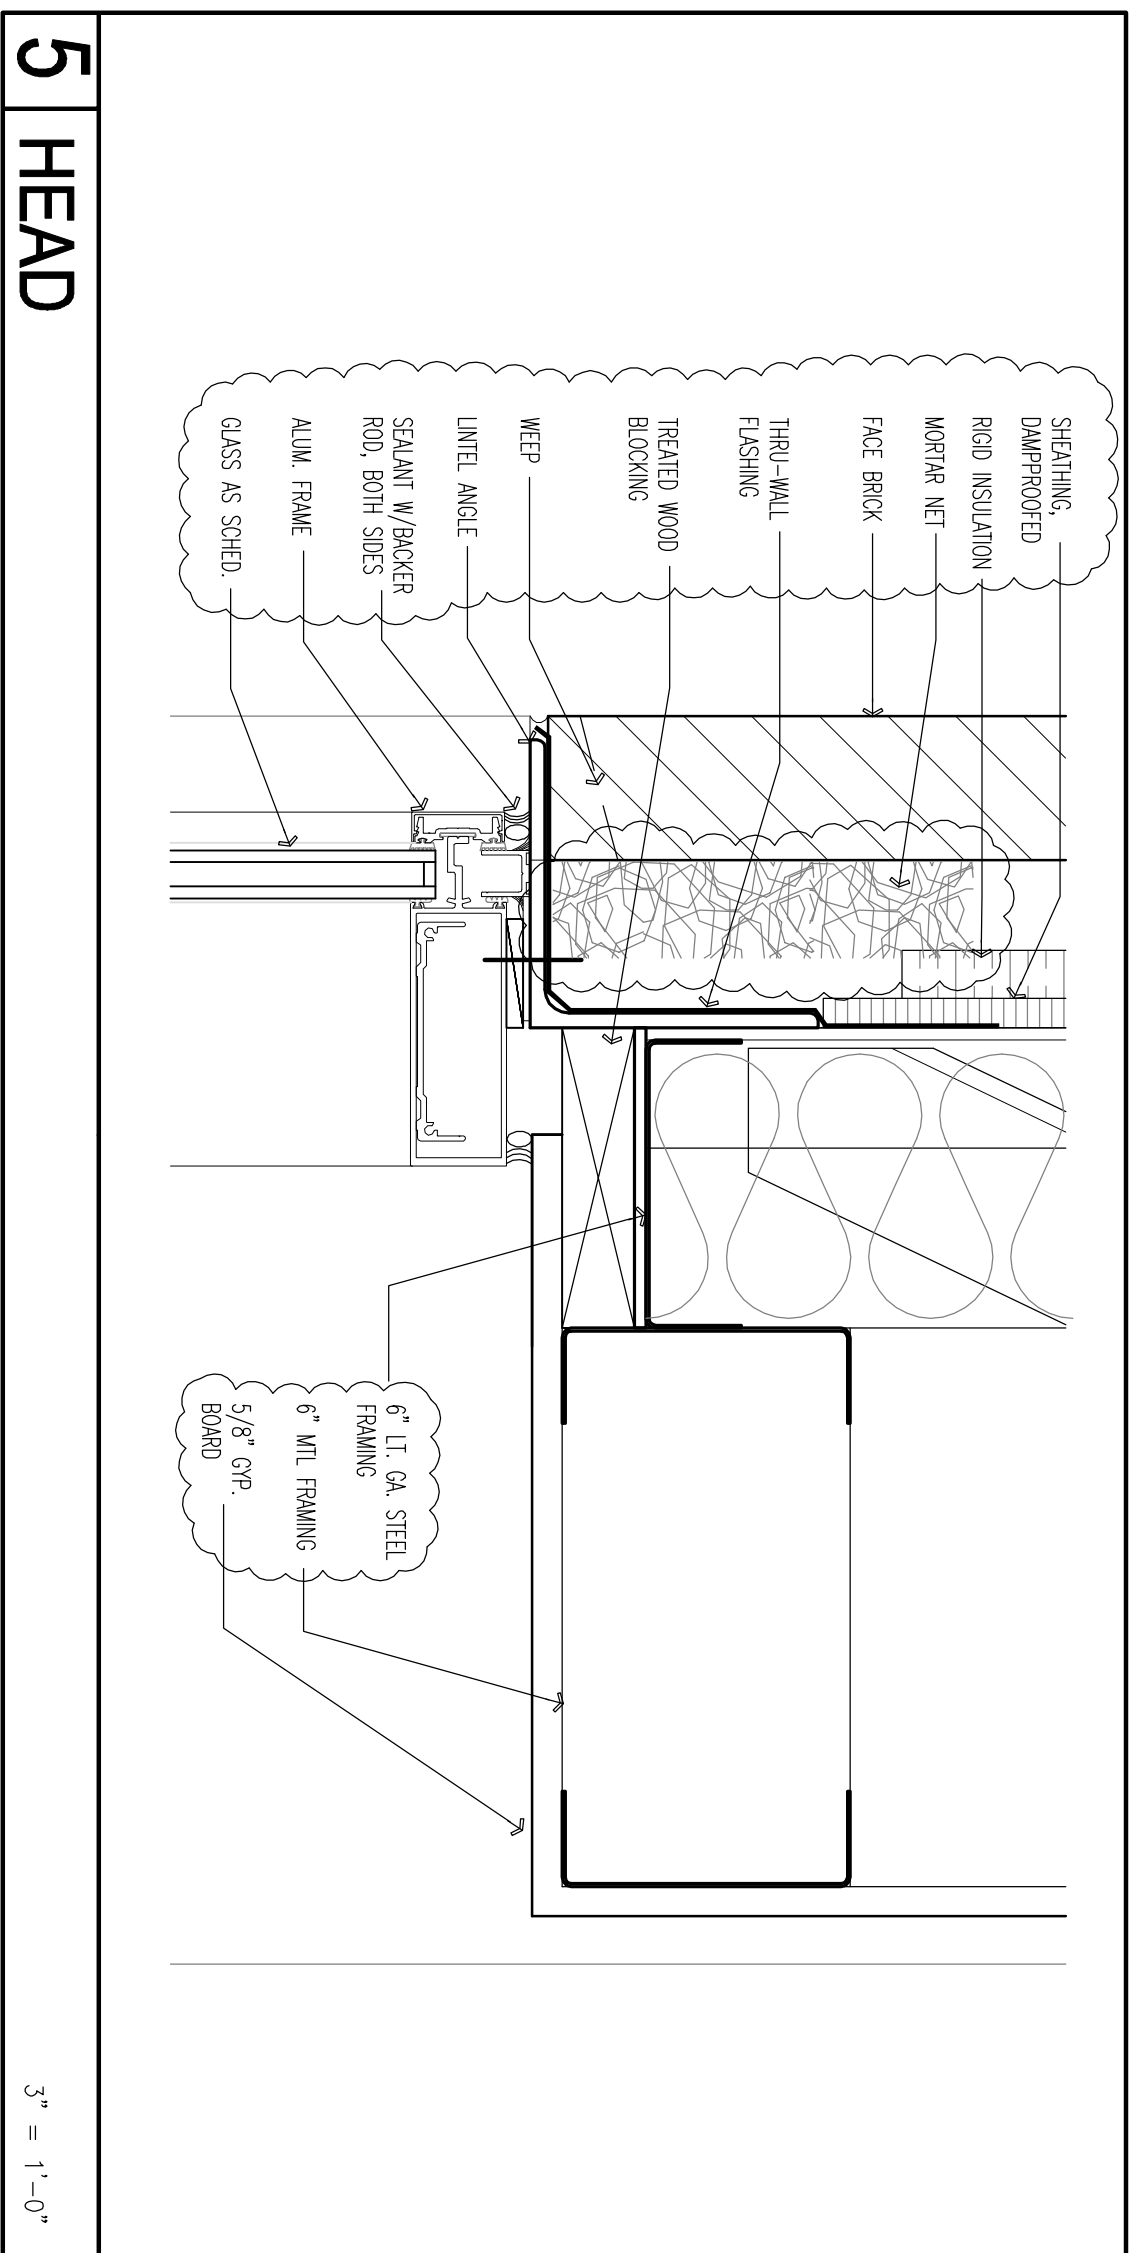 SHEATHING,
DAMPPROOFED
RIGID INSULATION
MORTAR NET
FACE BRICK
THRU-WALL
FLASHING
TREATED WOOD
BLOCKING
WEEP
LINTEL ANGLE
SEALANT W/BACKER
ROD, BOTH SIDES
ALUM. FRAME
GLASS AS SCHED.
6" LT. GA. STEEL
FRAMING
6" MTL FRAMING
5/8" GYP.
BOARD
5 HEAD
3" = 1'-0"